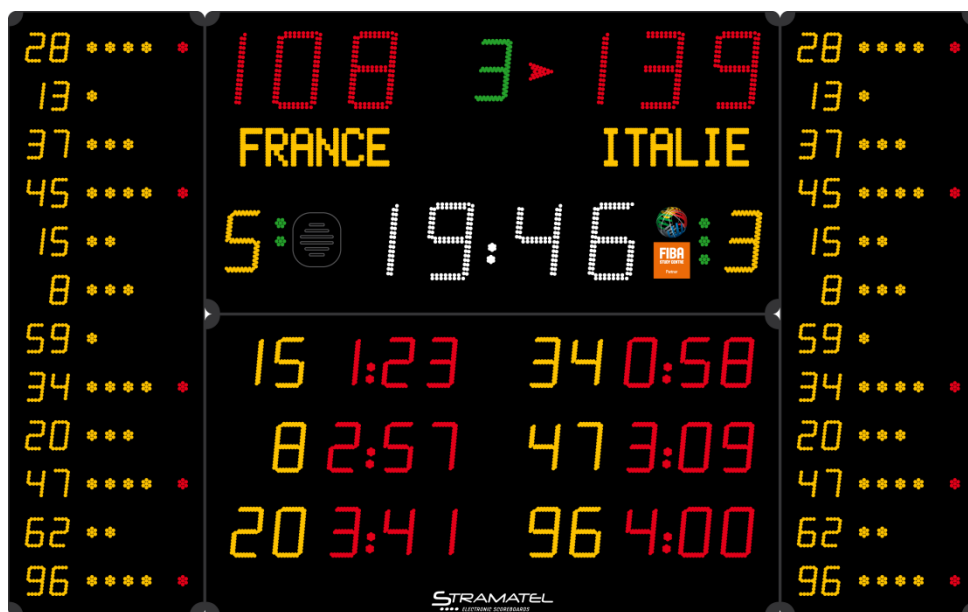 108 3 139
FRANCE ITALIE
5 19:46 3
FIBA
28 28
13 13
37 37
45 45
15 15
8 8
59 59
34 34
20 20
47 47
62 62
96 96
15 1:23 34 0:58
8 2:57 47 3:09
20 3:41 96 4:00
STRAMATEL
ELECTRONIC SCOREBOARDS